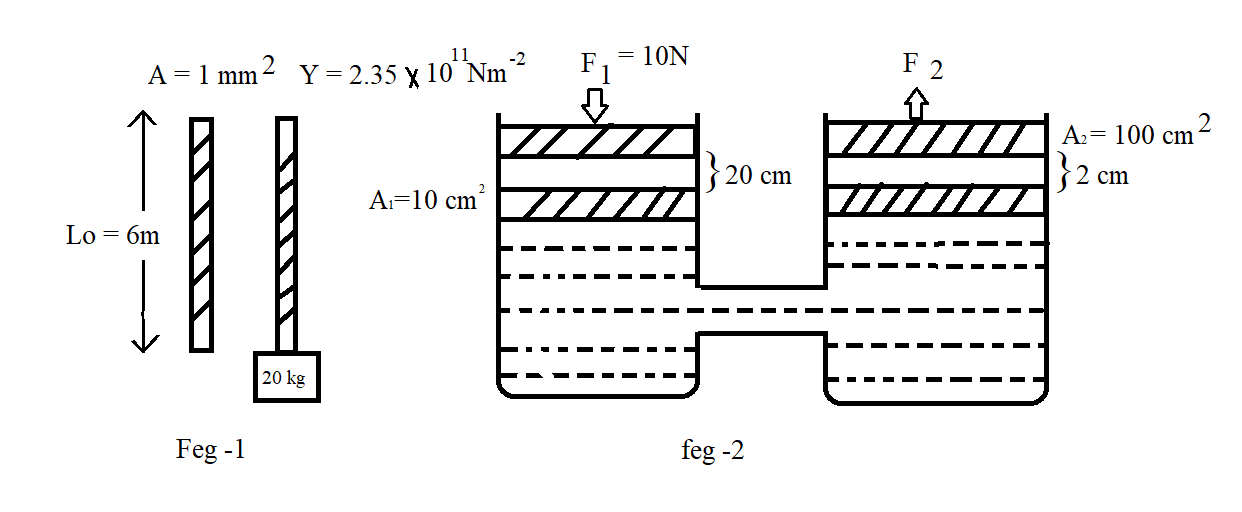 A = 1 mm² Y = 2.35 × 10¹¹ Nm⁻²
Lo = 6m
20 kg
Feg -1
F₁ = 10N
F 2
A₁=10 cm²
20 cm
A₂= 100 cm²
2 cm
feg -2